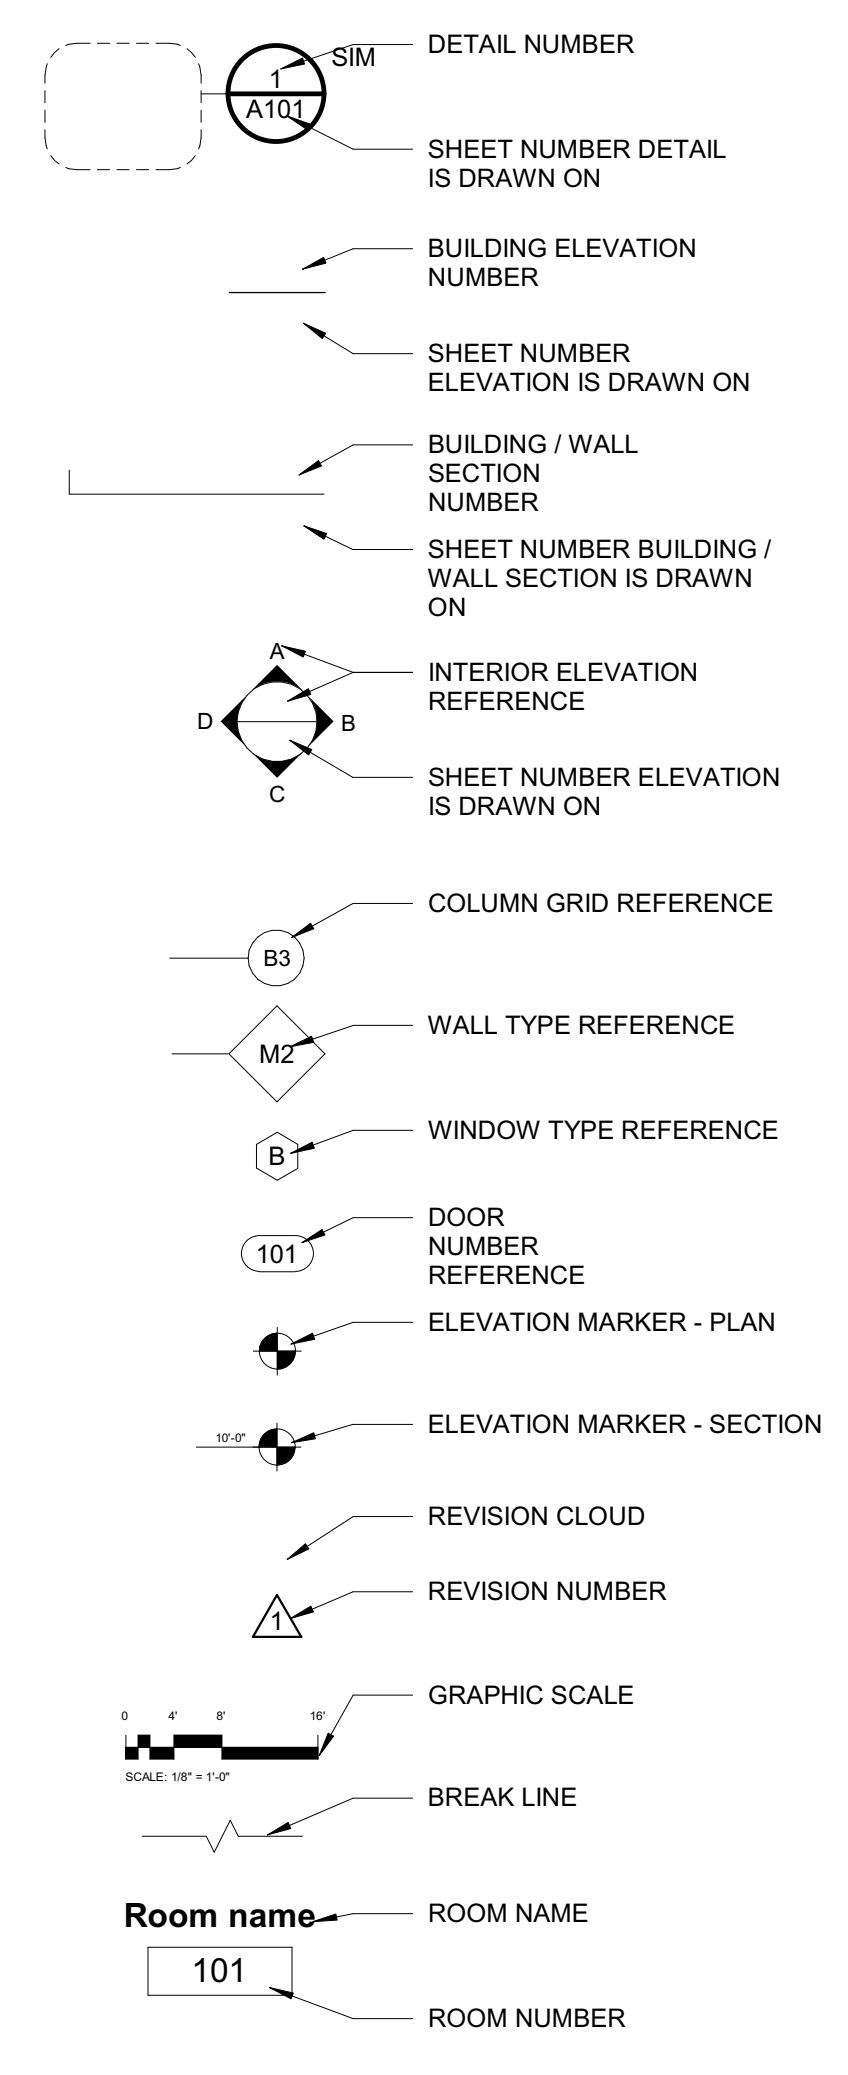 DETAIL NUMBER
SIM
1
A101
SHEET NUMBER DETAIL
IS DRAWN ON
BUILDING ELEVATION
NUMBER
SHEET NUMBER
ELEVATION IS DRAWN ON
BUILDING / WALL
SECTION
NUMBER
SHEET NUMBER BUILDING /
WALL SECTION IS DRAWN
ON
A
INTERIOR ELEVATION
REFERENCE
D
B
SHEET NUMBER ELEVATION
IS DRAWN ON
C
COLUMN GRID REFERENCE
B3
WALL TYPE REFERENCE
M2
WINDOW TYPE REFERENCE
B
DOOR
NUMBER
REFERENCE
101
ELEVATION MARKER - PLAN
ELEVATION MARKER - SECTION
10'-0"
REVISION CLOUD
REVISION NUMBER
1
GRAPHIC SCALE
0 4' 8' 16'
SCALE: 1/8" = 1'-0"
BREAK LINE
Room name
ROOM NAME
101
ROOM NUMBER